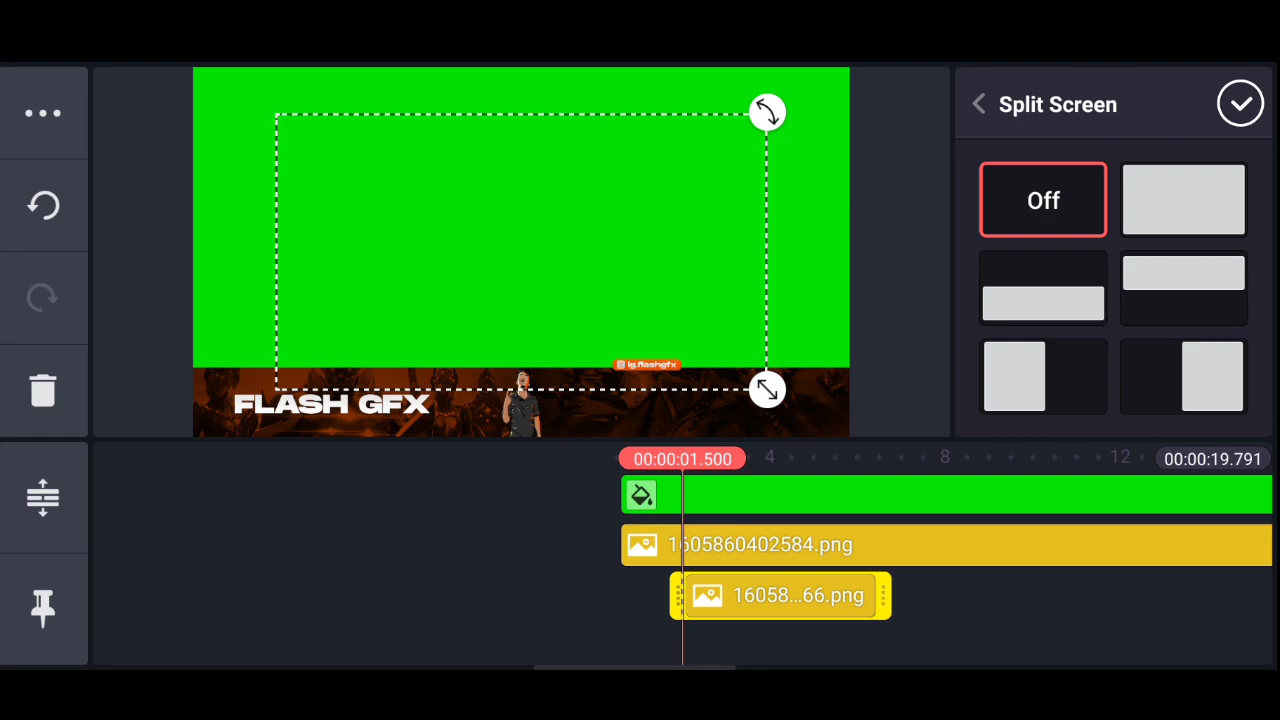 Split Screen
Off
ig.flashgfx
FLASH GFX
00:00:01.500
4
8
12
00:00:19.791
1605860402584.png
16058...66.png